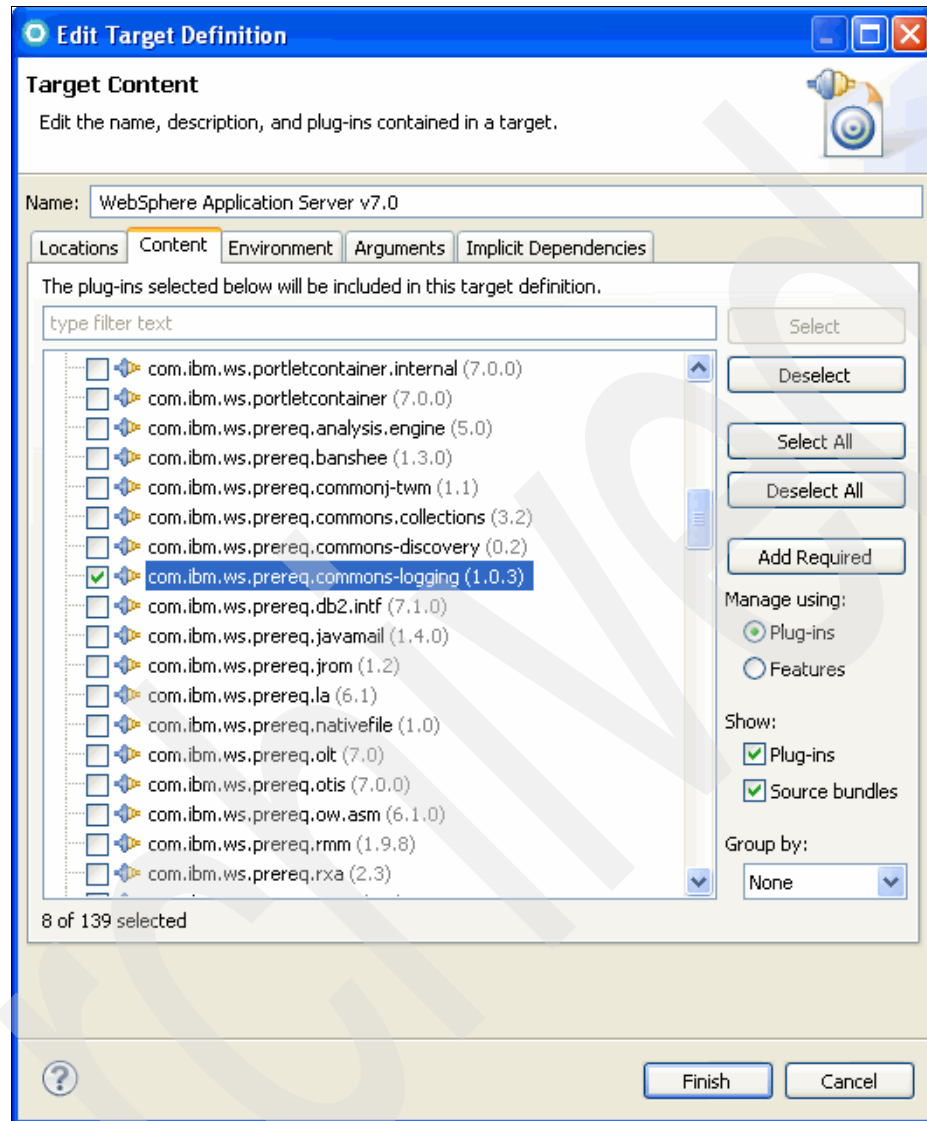 Edit Target Definition
Target Content
Edit the name, description, and plug-ins contained in a target.
Name: WebSphere Application Server v7.0
Locations Content Environment Arguments Implicit Dependencies
The plug-ins selected below will be included in this target definition.
type filter text
Select
com.ibm.ws.portletcontainer.internal (7.0.0)
Deselect
com.ibm.ws.portletcontainer (7.0.0)
com.ibm.ws.prereq.analysis.engine (5.0)
Select All
com.ibm.ws.prereq.banshee (1.3.0)
com.ibm.ws.prereq.commonj-twm (1.1)
Deselect All
com.ibm.ws.prereq.commons.collections (3.2)
com.ibm.ws.prereq.commons-discovery (0.2)
Add Required
com.ibm.ws.prereq.commons-logging (1.0.3)
Manage using:
com.ibm.ws.prereq.db2.intf (7.1.0)
Plug-ins
com.ibm.ws.prereq.javamail (1.4.0)
Features
com.ibm.ws.prereq.jrom (1.2)
com.ibm.ws.prereq.la (6.1)
Show:
com.ibm.ws.prereq.nativefile (1.0)
Plug-ins
com.ibm.ws.prereq.olt (7.0)
Source bundles
com.ibm.ws.prereq.otis (7.0.0)
com.ibm.ws.prereq.ow.asm (6.1.0)
Group by:
com.ibm.ws.prereq.rmm (1.9.8)
None
com.ibm.ws.prereq.rxa (2.3)
8 of 139 selected
?
Finish Cancel